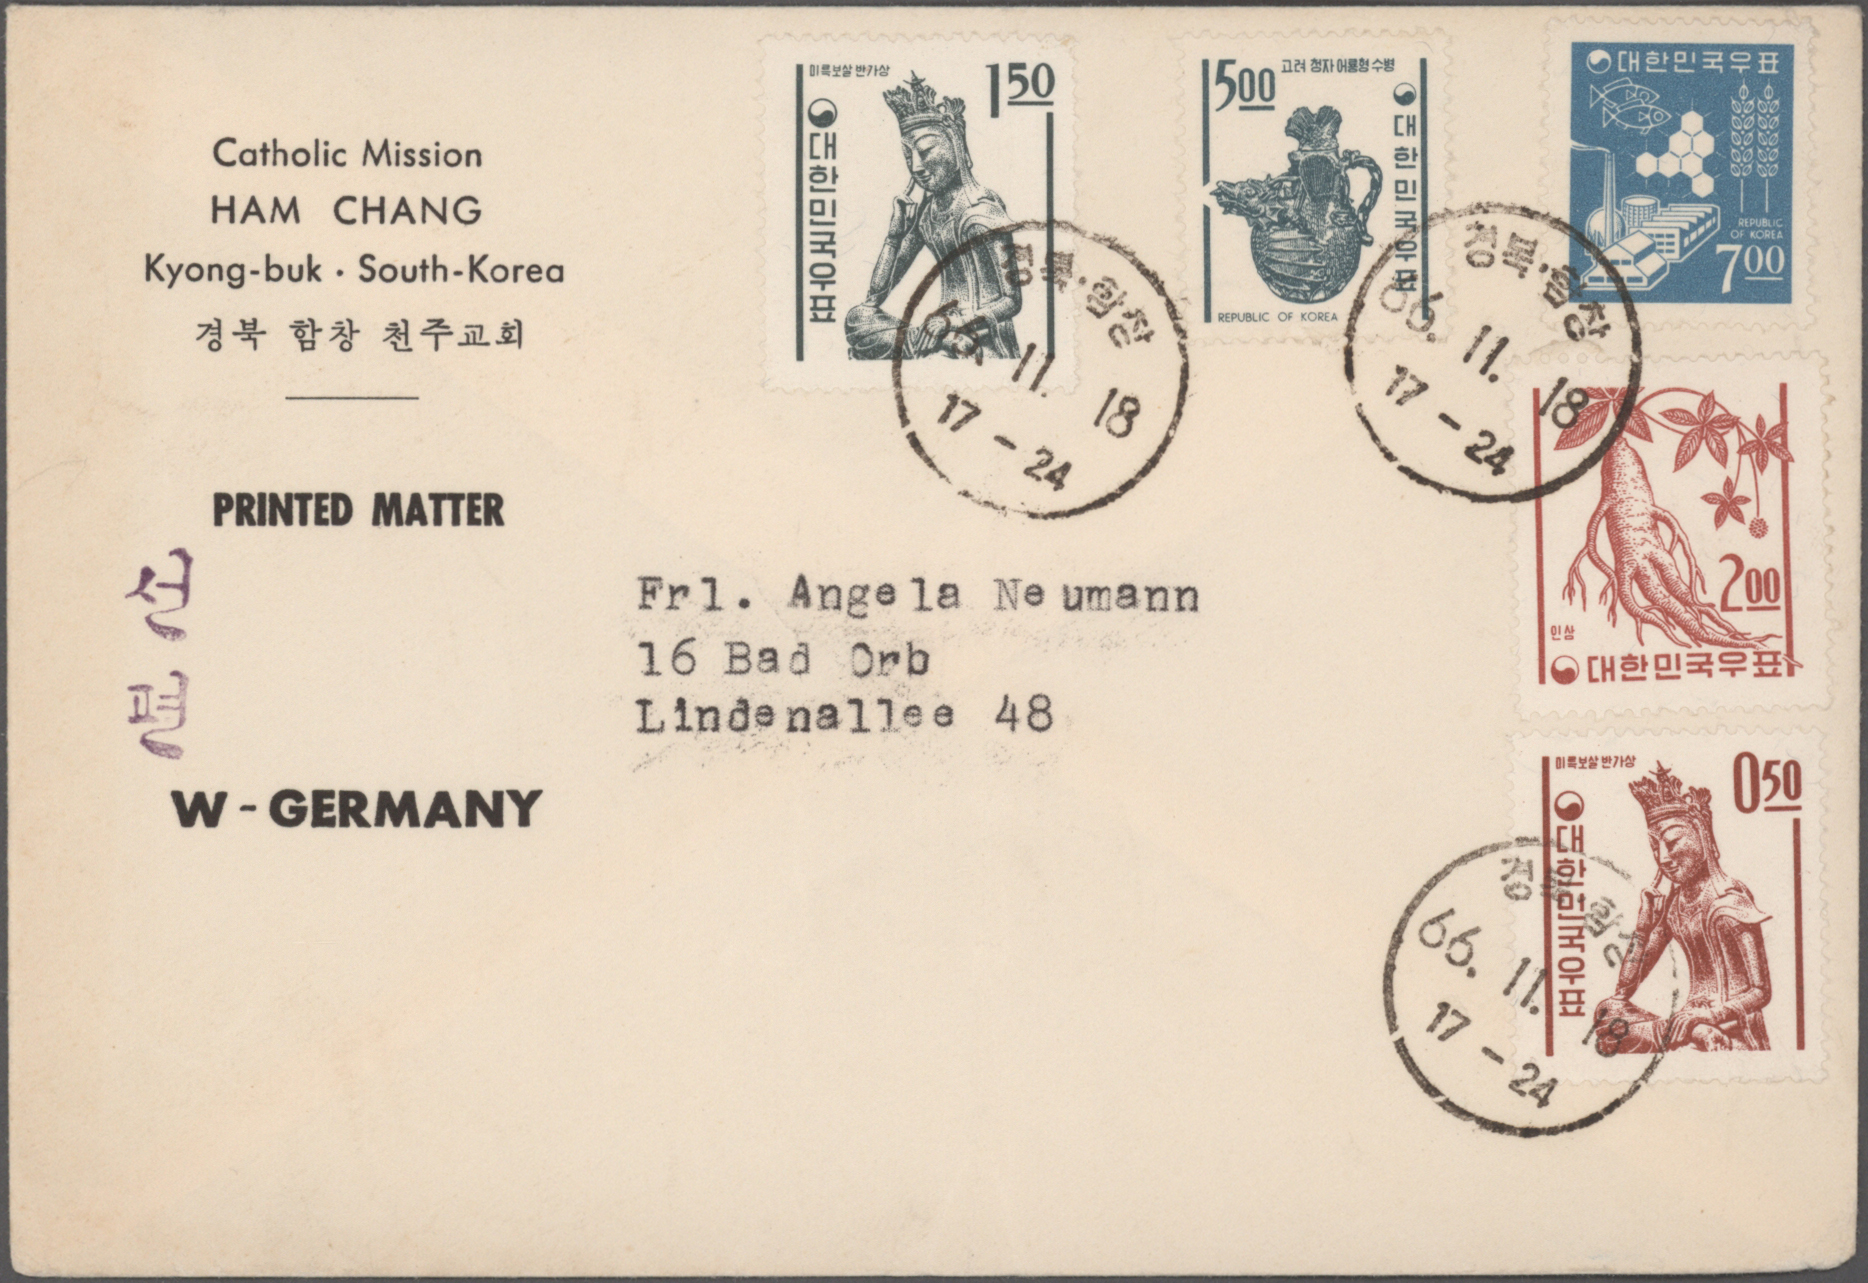 Catholic Mission
HAM CHANG
Kyong-buk · South-Korea
경북 함창 천주교회
PRINTED MATTER
W-GERMANY
Frl. Angela Neumann
16 Bad Orb
Lindenallee 48
미륵보살 반가상
1 50
대한민국우표
5 00
고려 청자 어룡형 수병
대한민국우표
REPUBLIC OF KOREA
대한민국우표
REPUBLIC
OF KOREA
7 00
2 00
인삼
대한민국우표
미륵보살 반가상
0 50
대한민국우표
경북·함창
66. 11. 18
17-24
경북·함창
66. 11. 18
17-24
경북·함창
66. 11. 18
17-24